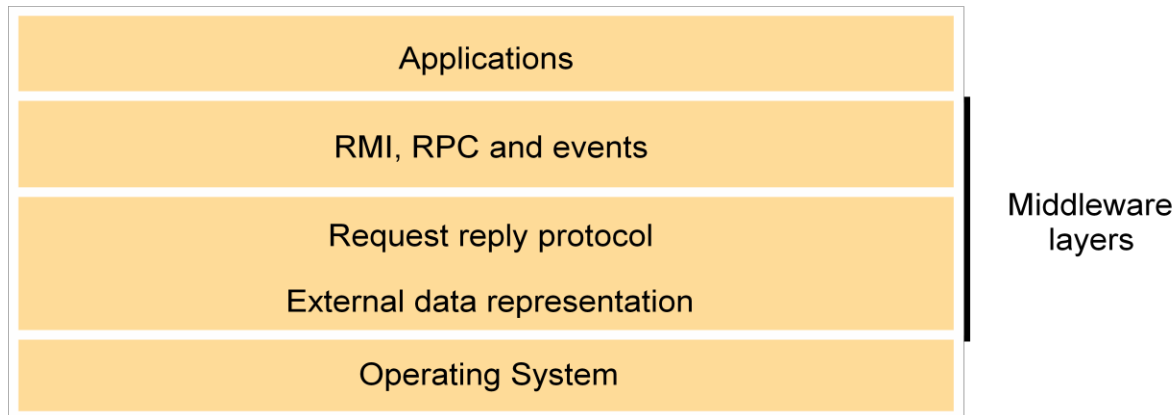 Applications
RMI, RPC and events
Request reply protocol
External data representation
Operating System
Middleware
layers